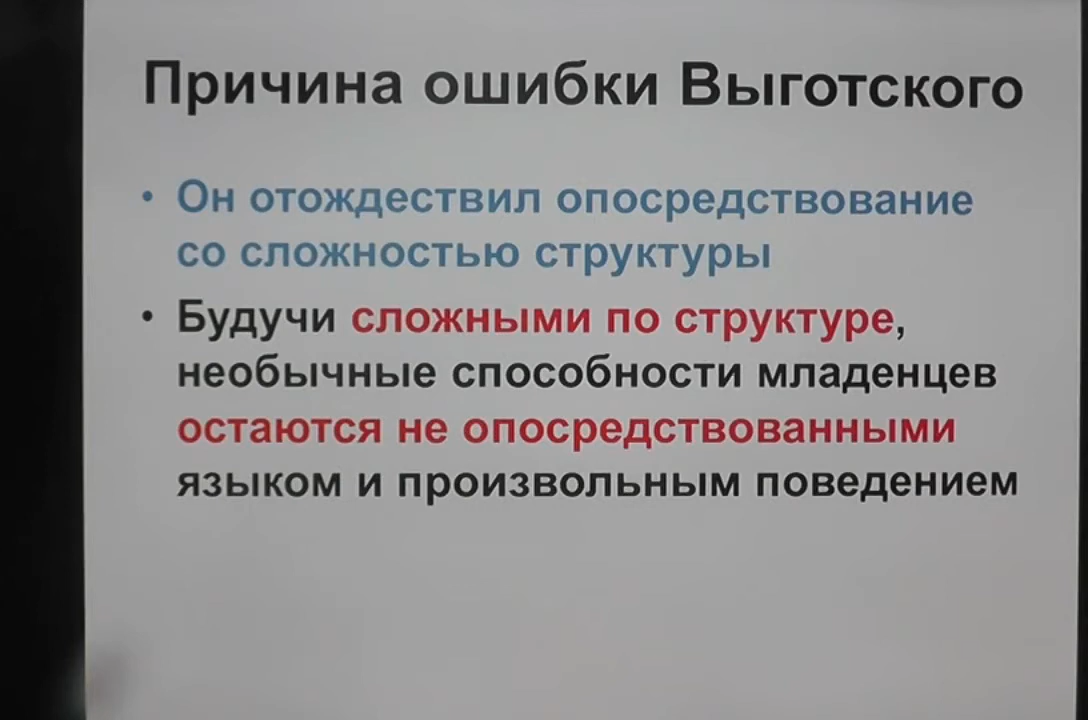 Причина ошибки Выготского
• Он отождествил опосредствование
со сложностью структуры
• Будучи сложными по структуре,
необычные способности младенцев
остаются не опосредствованными
языком и произвольным поведением